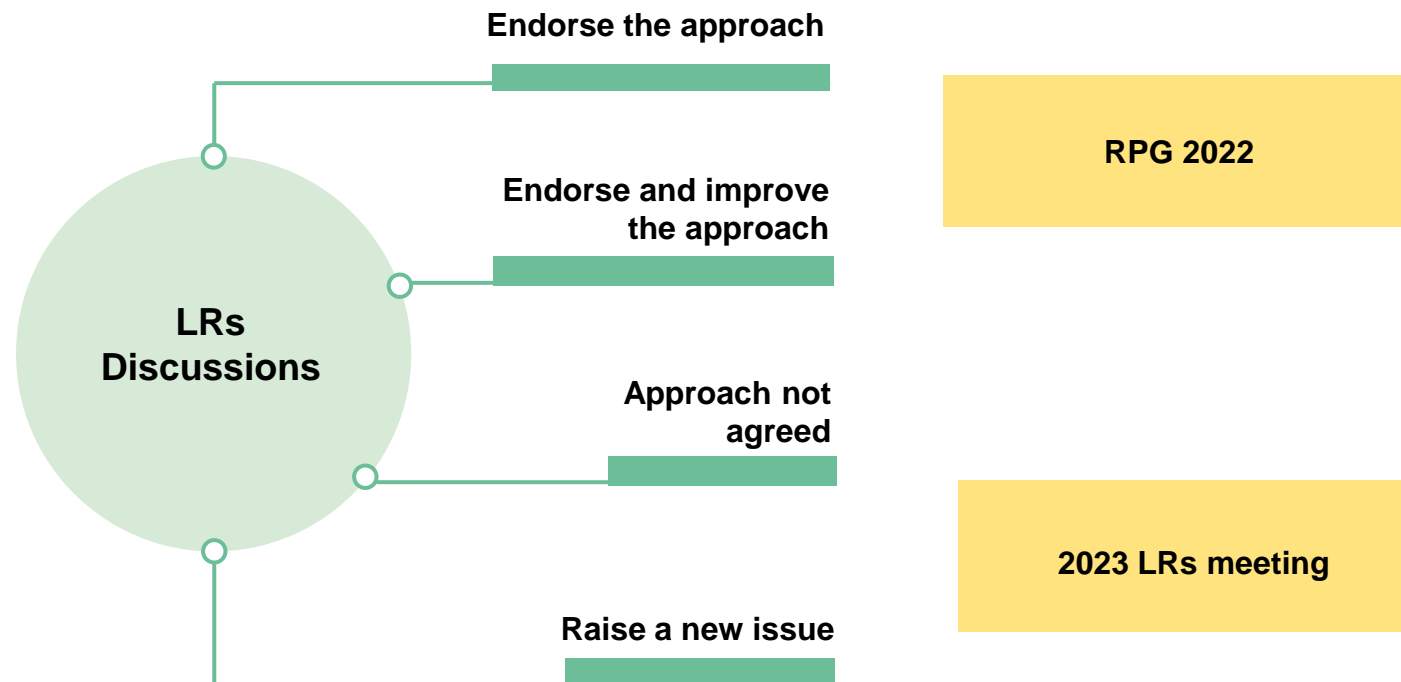 Endorse the approach
RPG 2022
Endorse and improve
the approach
LRs
Discussions
Approach not
agreed
2023 LRs meeting
Raise a new issue